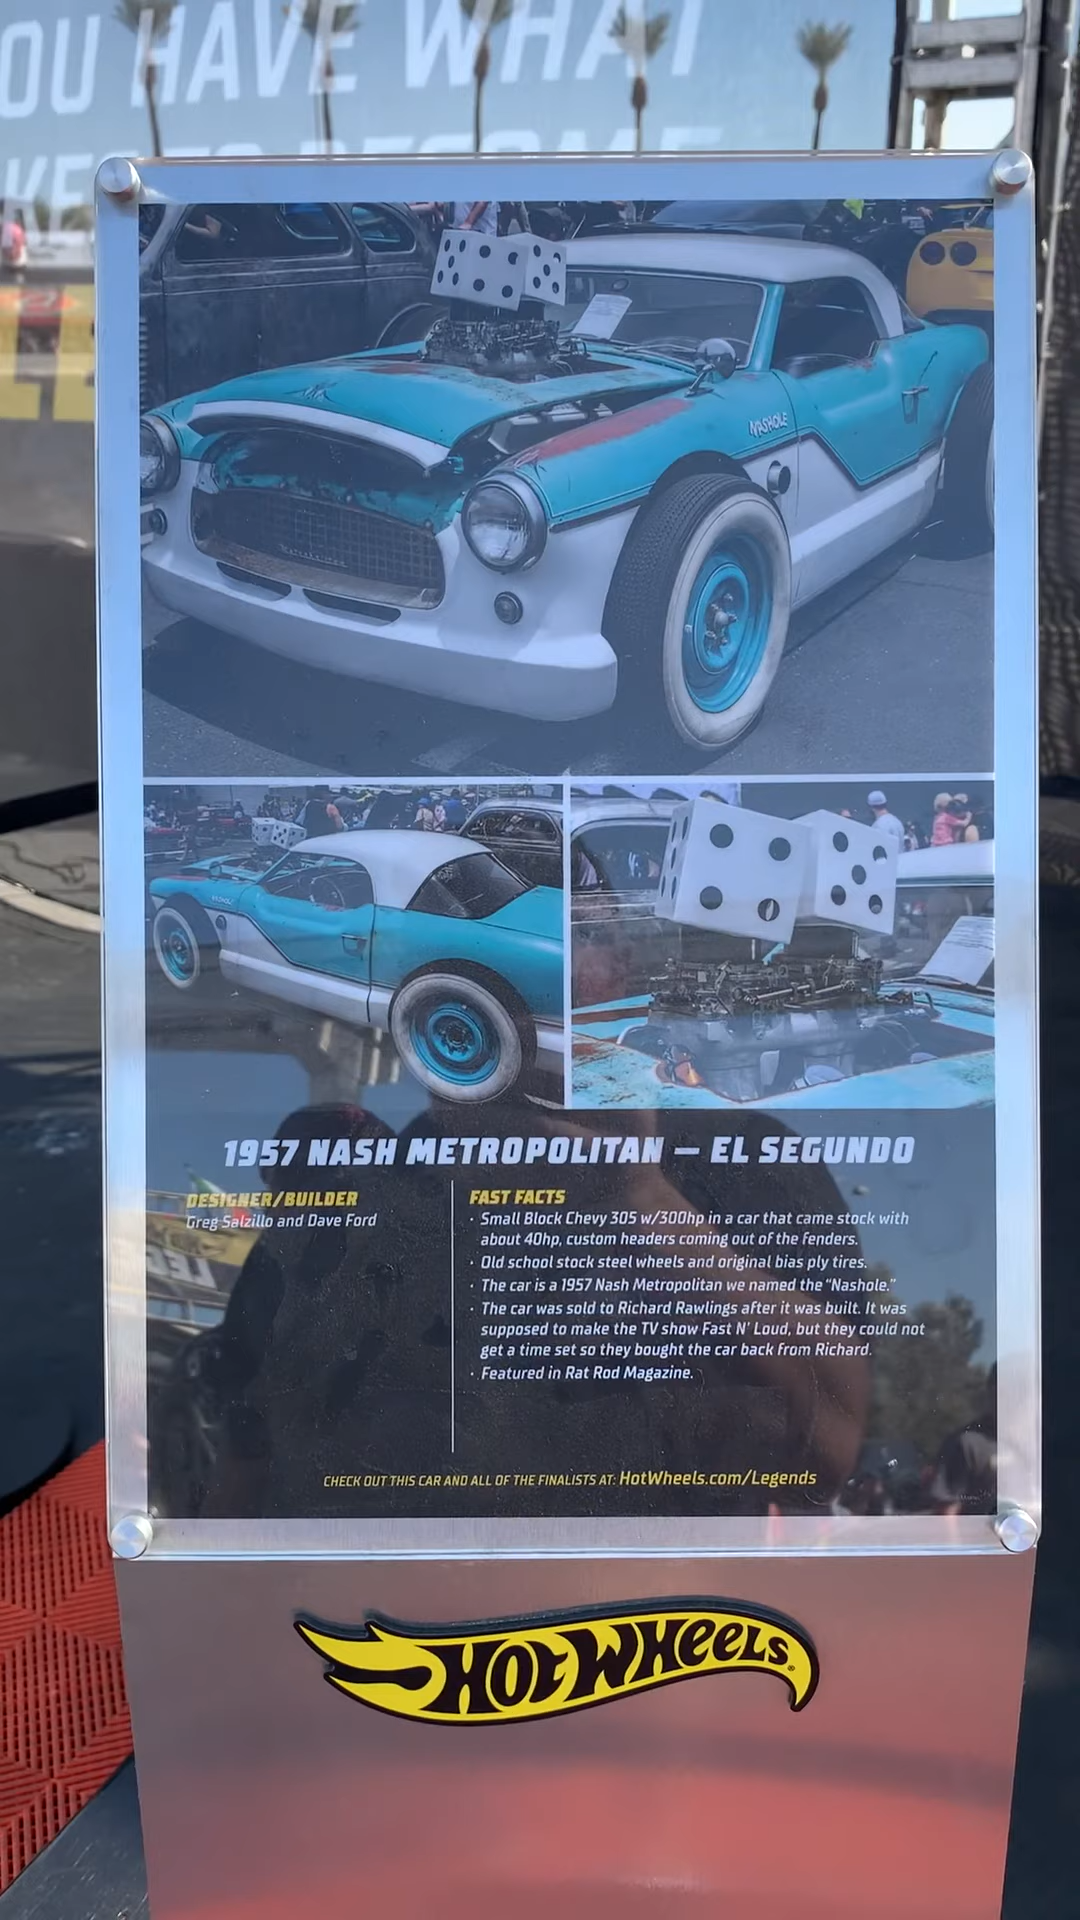 OU HAVE WHAT
NASHOLE
1957 NASH METROPOLITAN — EL SEGUNDO
DESIGNER/BUILDER
Greg Salzillo and Dave Ford
FAST FACTS
· Small Block Chevy 305 w/300hp in a car that came stock with
about 40hp, custom headers coming out of the fenders.
· Old school stock steel wheels and original bias ply tires.
· The car is a 1957 Nash Metropolitan we named the “Nashole.”
· The car was sold to Richard Rawlings after it was built. It was
supposed to make the TV show Fast N’ Loud, but they could not
get a time set so they bought the car back from Richard.
· Featured in Rat Rod Magazine.
CHECK OUT THIS CAR AND ALL OF THE FINALISTS AT: HotWheels.com/Legends
HOT WHEELS®